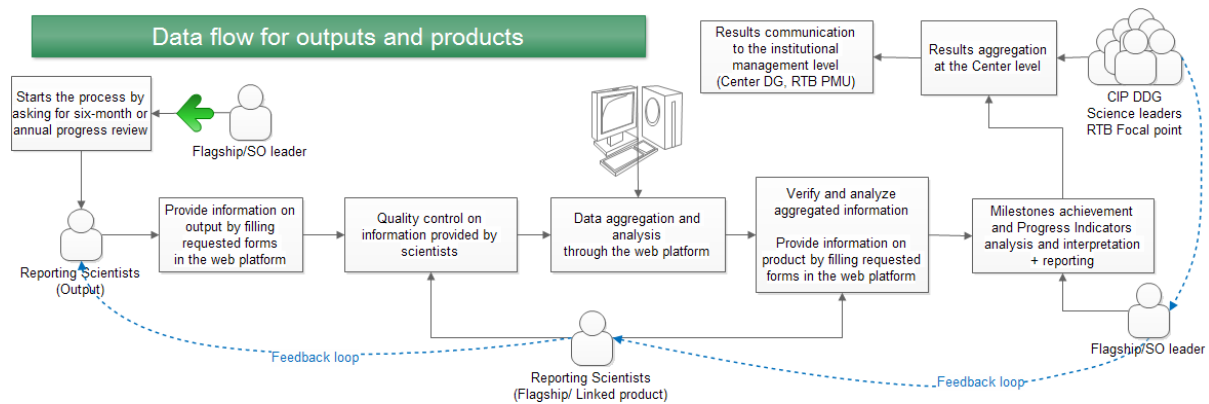 Data flow for outputs and products
Starts the process by
asking for six-month or
annual progress review
Flagship/SO leader
Results communication
to the institutional
management level
(Center DG, RTB PMU)
Results aggregation
at the Center level
CIP DDG
Science leaders
RTB Focal point
Reporting Scientists
(Output)
Provide information on
output by filling
requested forms
in the web platform
Quality control on
information provided by
scientists
Data aggregation and
analysis
through the web platform
Verify and analyze
aggregated information
Provide information on
product by filling requested
forms in the web platform
Milestones achievement
and Progress Indicators
analysis and interpretation
+ reporting
Flagship/SO leader
Feedback loop
Reporting Scientists
(Flagship/ Linked product)
Feedback loop